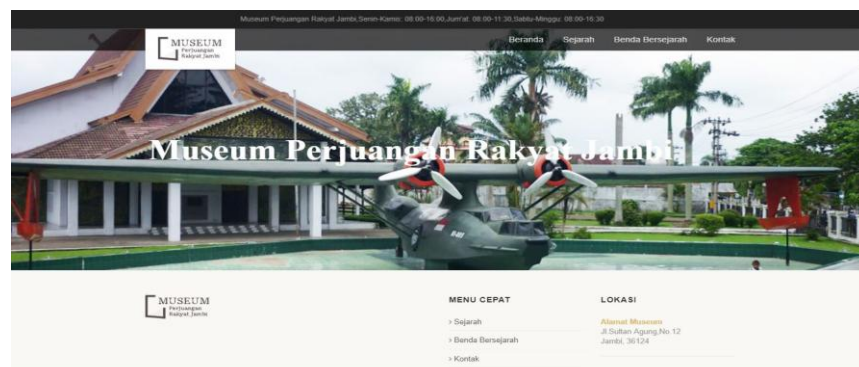 Museum Perjuangan Rakyat Jambi,Senin-Kamis: 08:00-16:00,Jum'at: 08:00-11:30,Sabtu-Minggu: 08:00-16:30
MUSEUM
Perjuangan
Rakyat Jambi
Beranda Sejarah Benda Bersejarah Kontak
Museum Perjuangan Rakyat Jambi
MUSEUM
Perjuangan
Rakyat Jambi
MENU CEPAT
> Sejarah
> Benda Bersejarah
> Kontak
LOKASI
Alamat Museum
Jl.Sultan Agung,No 12
Jambi, 36124